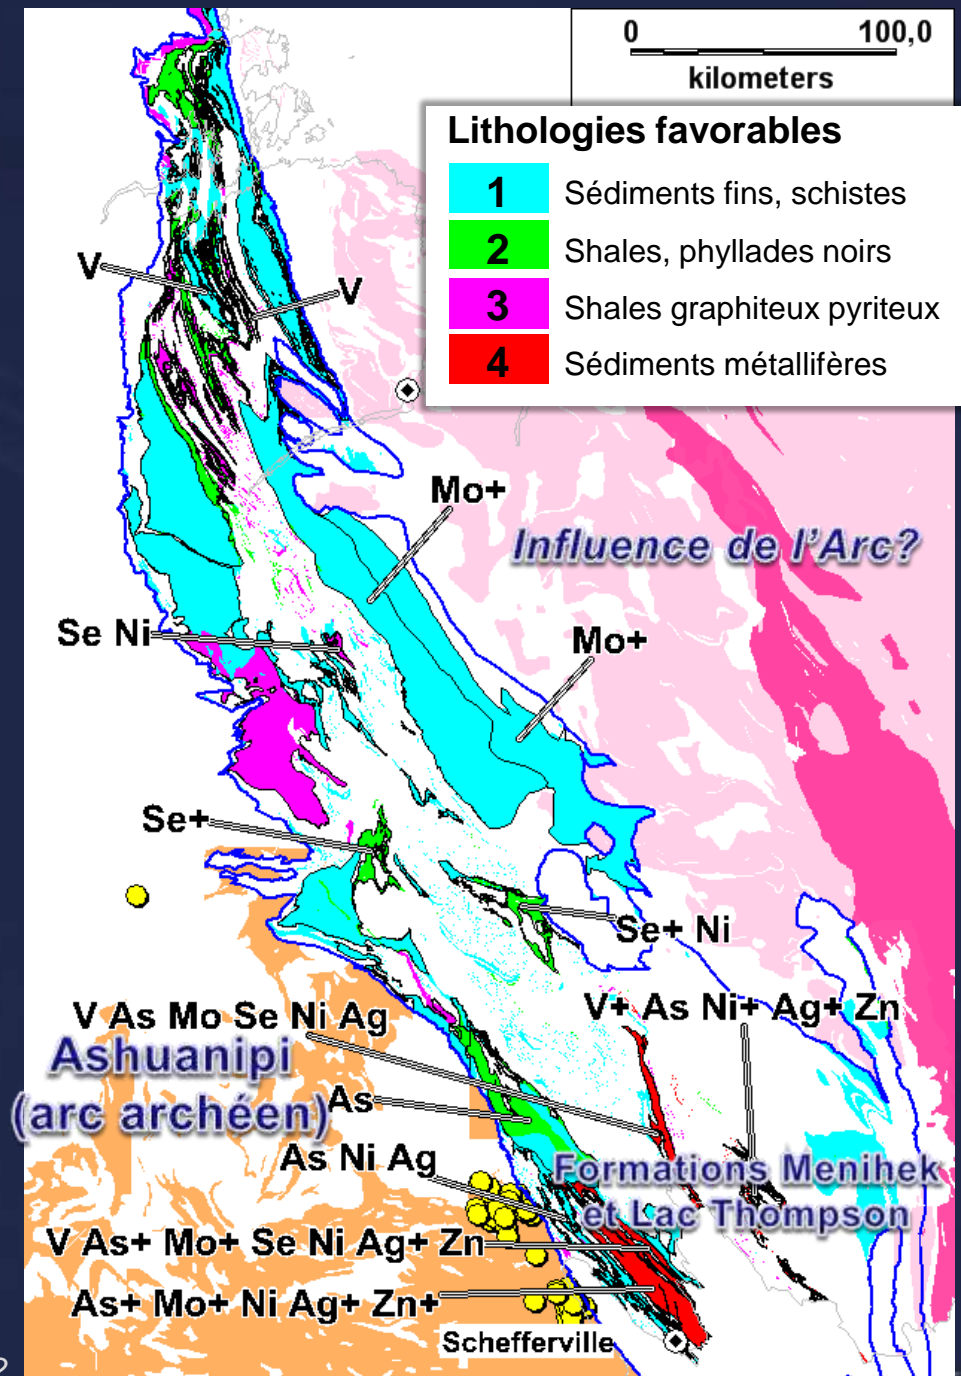 0 100,0
kilometers
Lithologies favorables
1 Sédiments fins, schistes
2 Shales, phyllades noirs
3 Shales graphiteux pyriteux
4 Sédiments métallifères
V
V
Mo+
Influence de l'Arc?
Se Ni
Mo+
Se+
Se+ Ni
V As Mo Se Ni Ag
V+ As Ni+ Ag+ Zn
Ashuanipi
(arc archéen)
As
As Ni Ag
Formations Menihek
et Lac Thompson
V As+ Mo+ Se Ni Ag+ Zn
As+ Mo+ Ni Ag+ Zn+
Schefferville